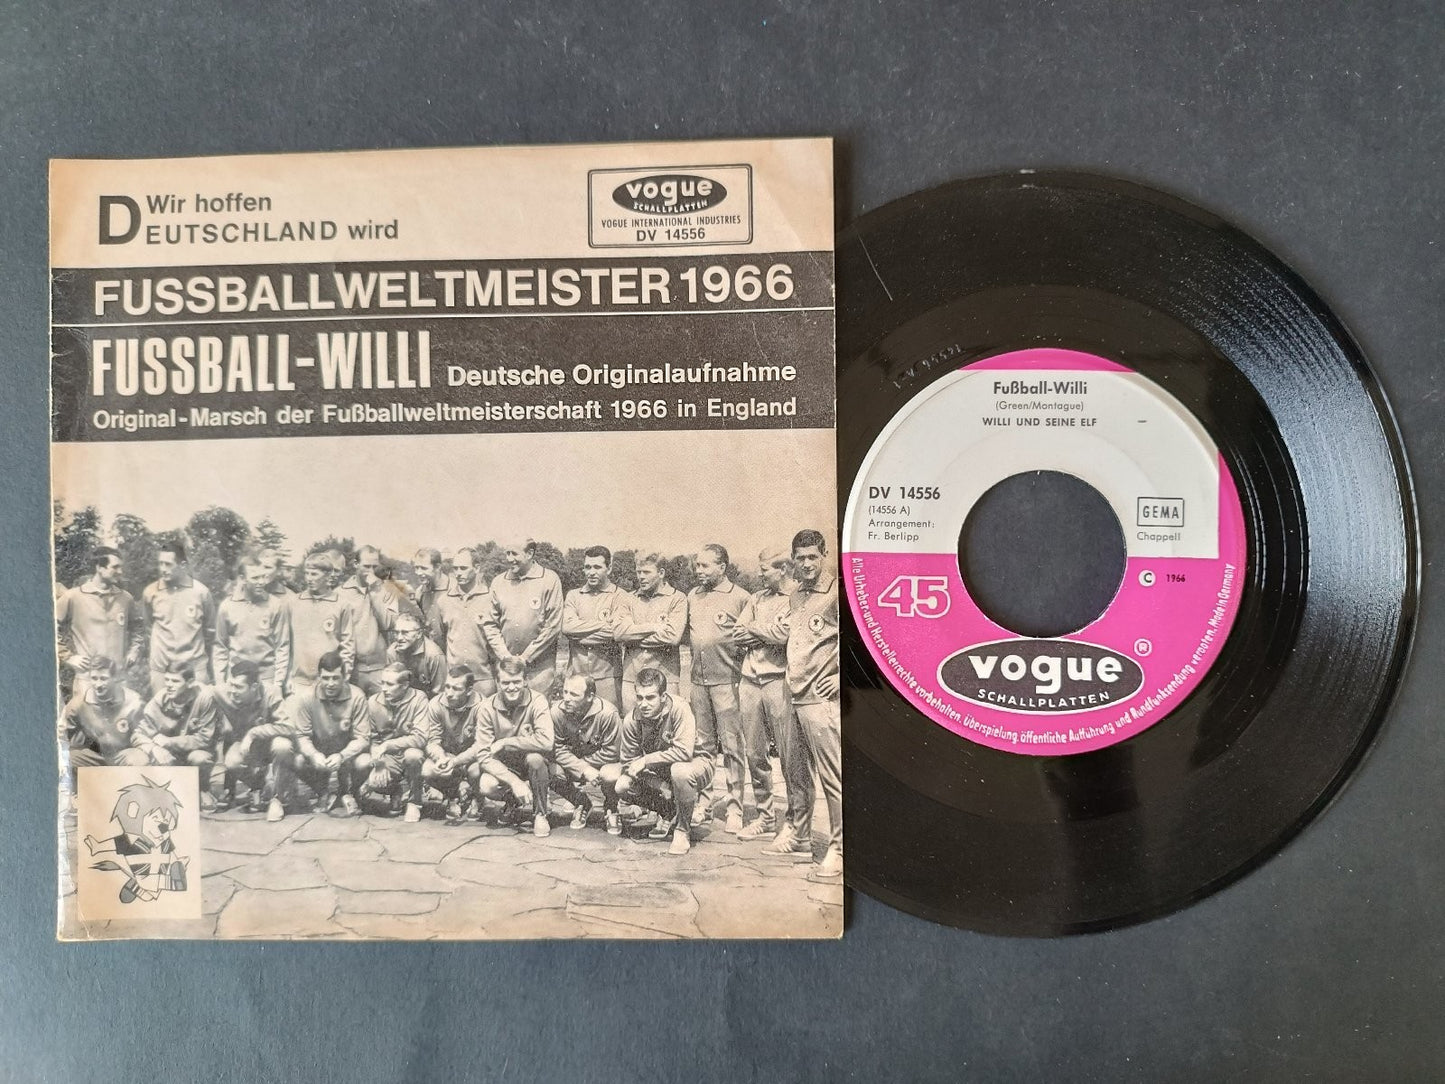 Wir hoffen
DEUTSCHLAND wird
vogue
SCHALLPLATTEN
VOGUE INTERNATIONAL INDUSTRIES
DV 14556
FUSSBALLWELTMEISTER 1966
FUSSBALL-WILLI Deutsche Originalaufnahme
Original-Marsch der Fußballweltmeisterschaft 1966 in England
Fußball-Willi
(Green/Montague)
WILLI UND SEINE ELF
DV 14556
(14556 A)
Arrangement:
Fr. Berlipp
GEMA
Chappell
45
C 1966
vogue ®
SCHALLPLATTEN
Alle Urheber- und Herstellerrechte vorbehalten. Überspielung, öffentliche Aufführung und Rundfunksendung verboten. Made in Germany